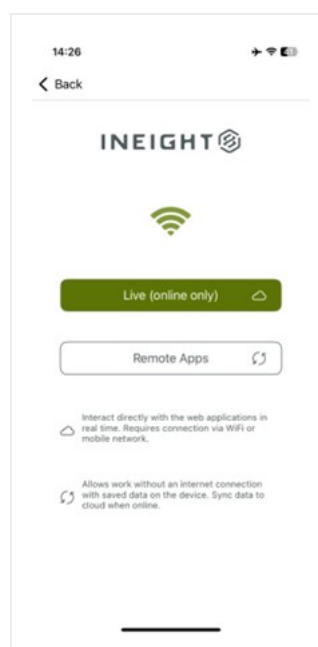 14:26
Back
INEIGHT
Live (online only)
Remote Apps
Interact directly with the web applications in
real time. Requires connection via WiFi or
mobile network.
Allows work without an internet connection
with saved data on the device. Sync data to
cloud when online.